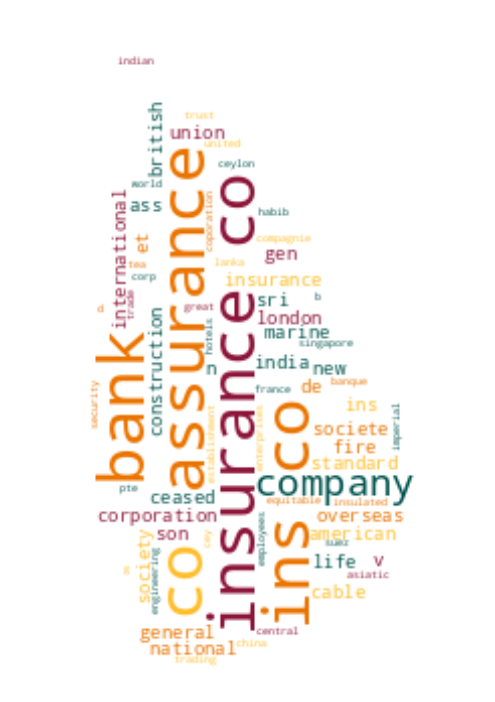 indian
trust
british
union
united
assurance
ceylon
world
co
international
ass
coporation
habib
et
compagnie
gen
tea
lanka
corp
insurance
trade
insurance co
sri
b
d
great
london
construction
marine
hotels
singapore
bank
india
n
new
france
de
banque
security
establishment
enterprises
ins co
ins
imperial
societe
fire
standard
company
pte
ceased
equitable
insulated
corporation
overseas
son
cey
employees
american
society
suez
engineering
co
life
v
asiatic
cable
general
central
national
china
trading